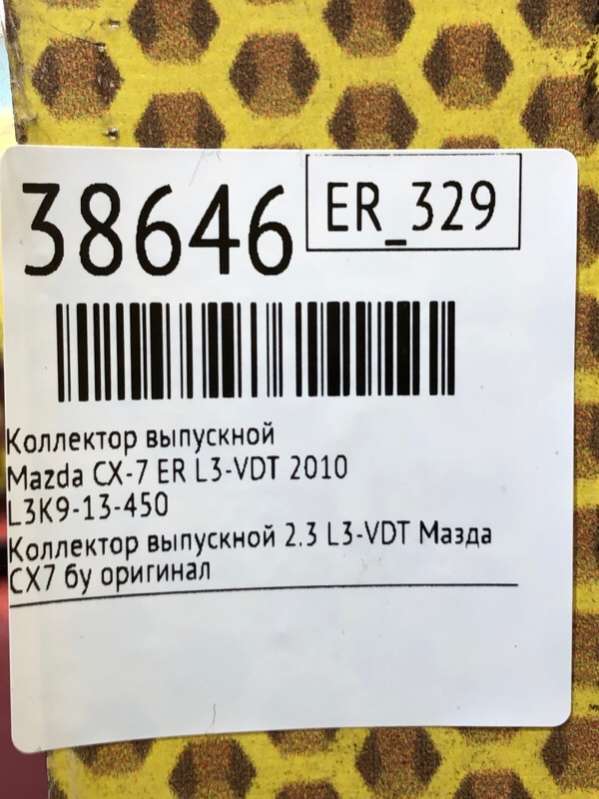 38646
ER_329
Коллектор выпускной
Mazda CX-7 ER L3-VDT 2010
L3K9-13-450
Коллектор выпускной 2.3 L3-VDT Мазда
СХ7 бу оригинал